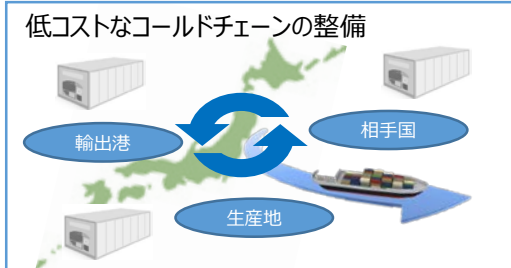 低コストなコールドチェーンの整備
相手国
輸出港
生産地